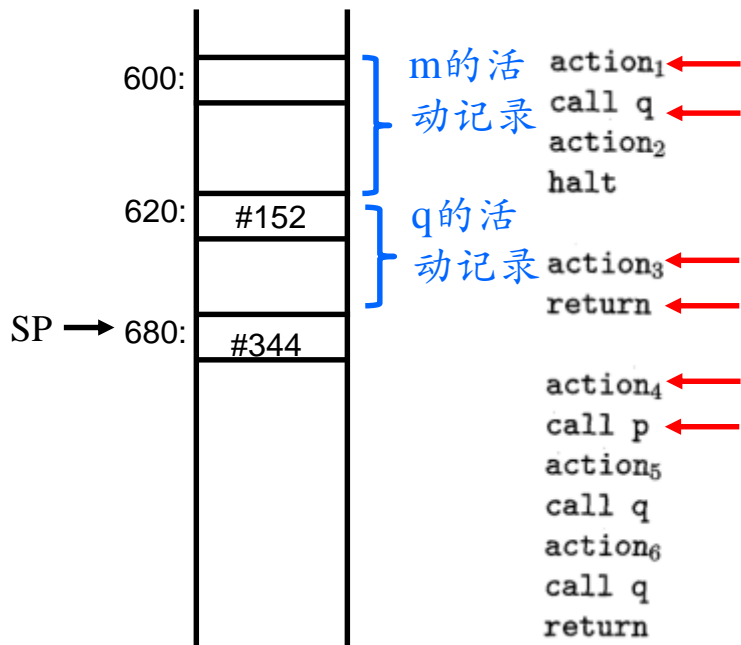 600:
620:
#152
SP
680:
#344
m的活
动记录
q的活
动记录
action₁
call q
action₂
halt
action₃
return
action₄
call p
action₅
call q
action₆
call q
return